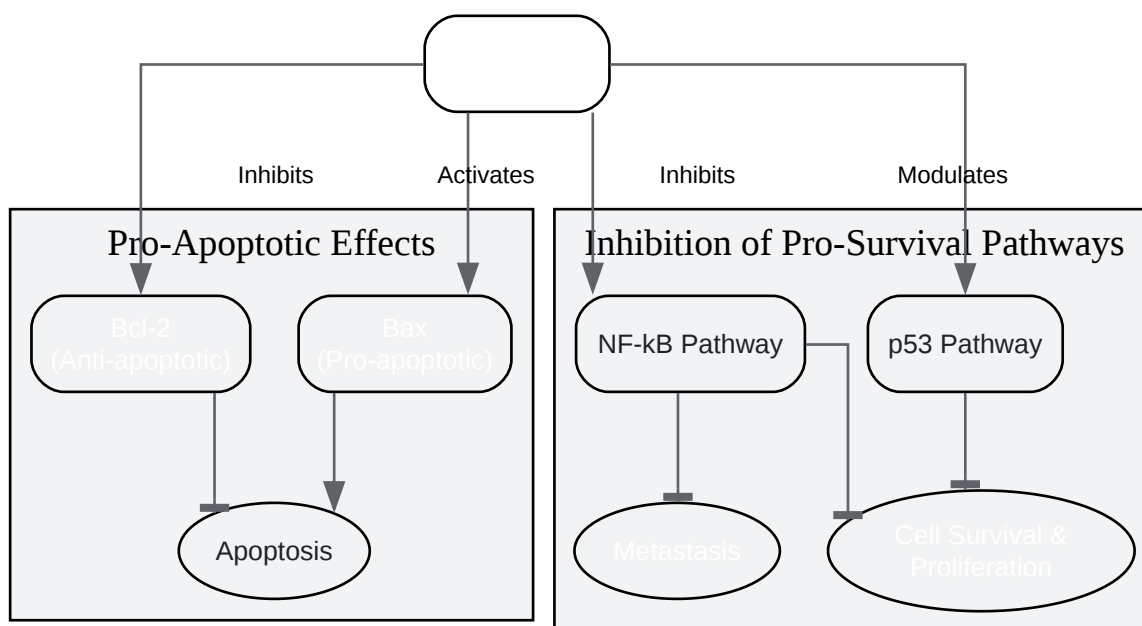 Inhibits
Activates
Inhibits
Modulates
Pro-Apoptotic Effects
Inhibition of Pro-Survival Pathways
Bcl-2
(Anti-apoptotic)
Bax
(Pro-apoptotic)
NF-kB Pathway
p53 Pathway
Apoptosis
Metastasis
Cell Survival &
Proliferation